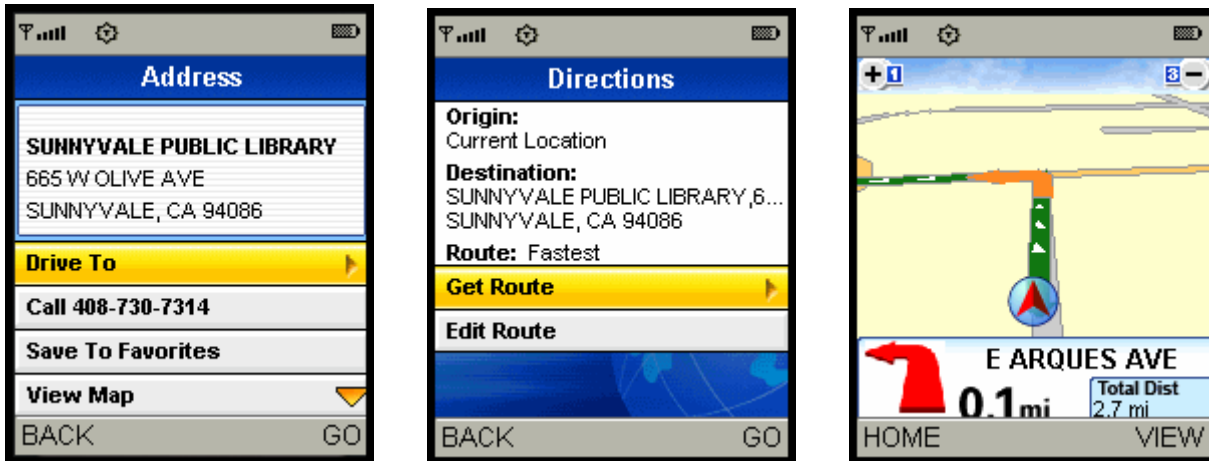 Address
SUNNYVALE PUBLIC LIBRARY
665 W OLIVE AVE
SUNNYVALE, CA 94086
Drive To
Call 408-730-7314
Save To Favorites
View Map
BACK GO
Directions
Origin:
Current Location
Destination:
SUNNYVALE PUBLIC LIBRARY,6...
SUNNYVALE, CA 94086
Route: Fastest
Get Route
Edit Route
BACK GO
+ 1 3 -
E ARQUES AVE
0.1 mi
Total Dist
2.7 mi
HOME VIEW